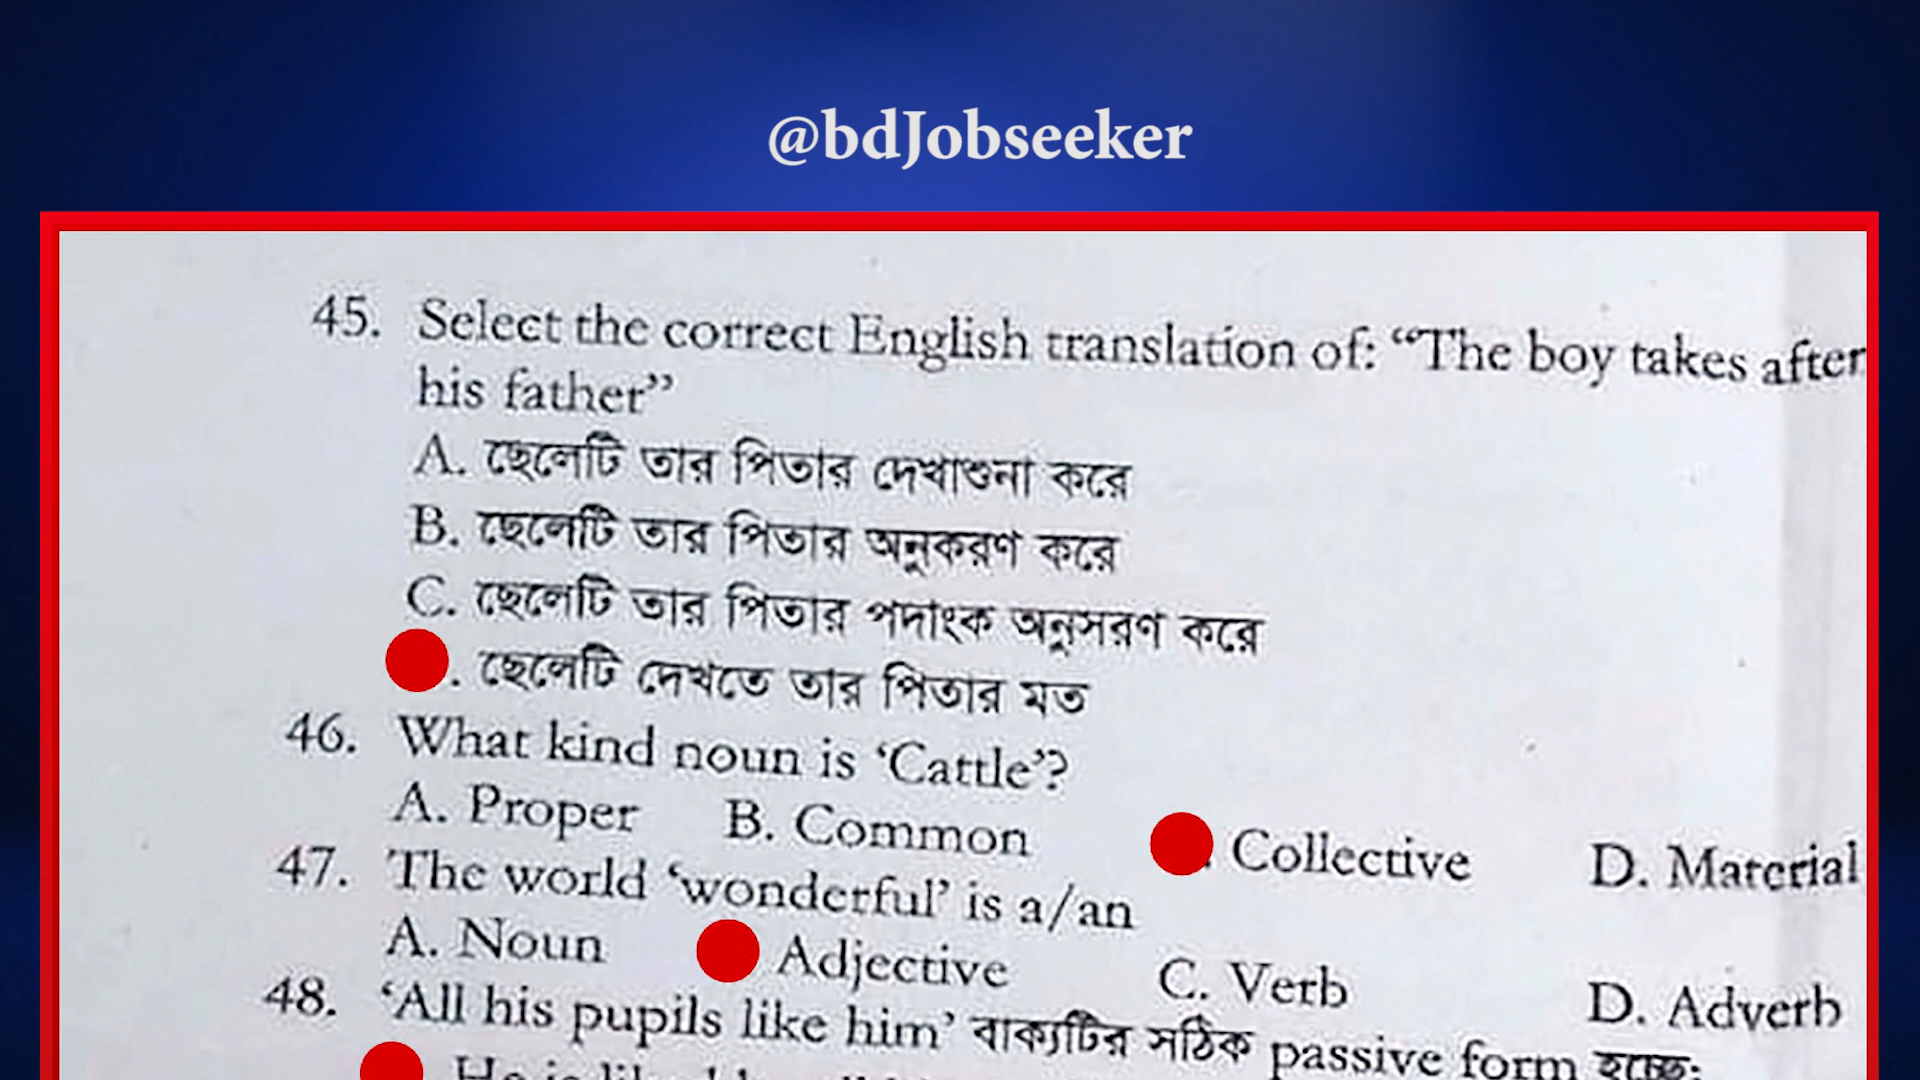 @bdJobseeker
45. Select the correct English translation of: “The boy takes after
his father”
A. ছেলেটি তার পিতার দেখাশুনা করে
B. ছেলেটি তার পিতার অনুকরণ করে
C. ছেলেটি তার পিতার পদাংক অনুসরণ করে
. ছেলেটি দেখতে তার পিতার মত
46. What kind noun is ‘Cattle’?
A. Proper B. Common . Collective D. Material
47. The world ‘wonderful’ is a/an
A. Noun Adjective C. Verb D. Adverb
48. ‘All his pupils like him’ বাক্যটির সঠিক passive form হচ্ছে:
He is